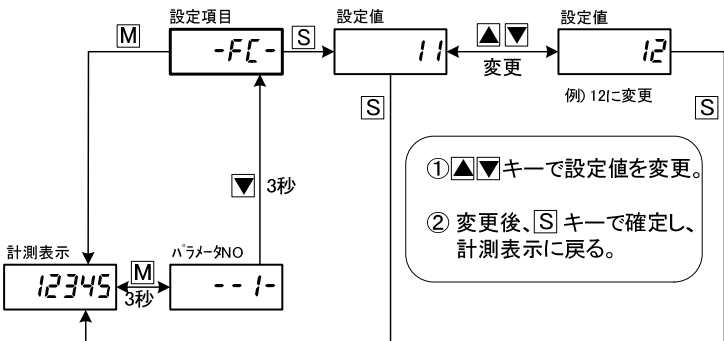 設定項目
設定値
設定値
M
-FC-
S
11
▲▼
12
変更
例) 12に変更
S
S
▼ 3秒
①▲▼キーで設定値を変更。
② 変更後、S キーで確定し、
計測表示に戻る。
計測表示
パラメータNO
12345
M
3秒
--1-